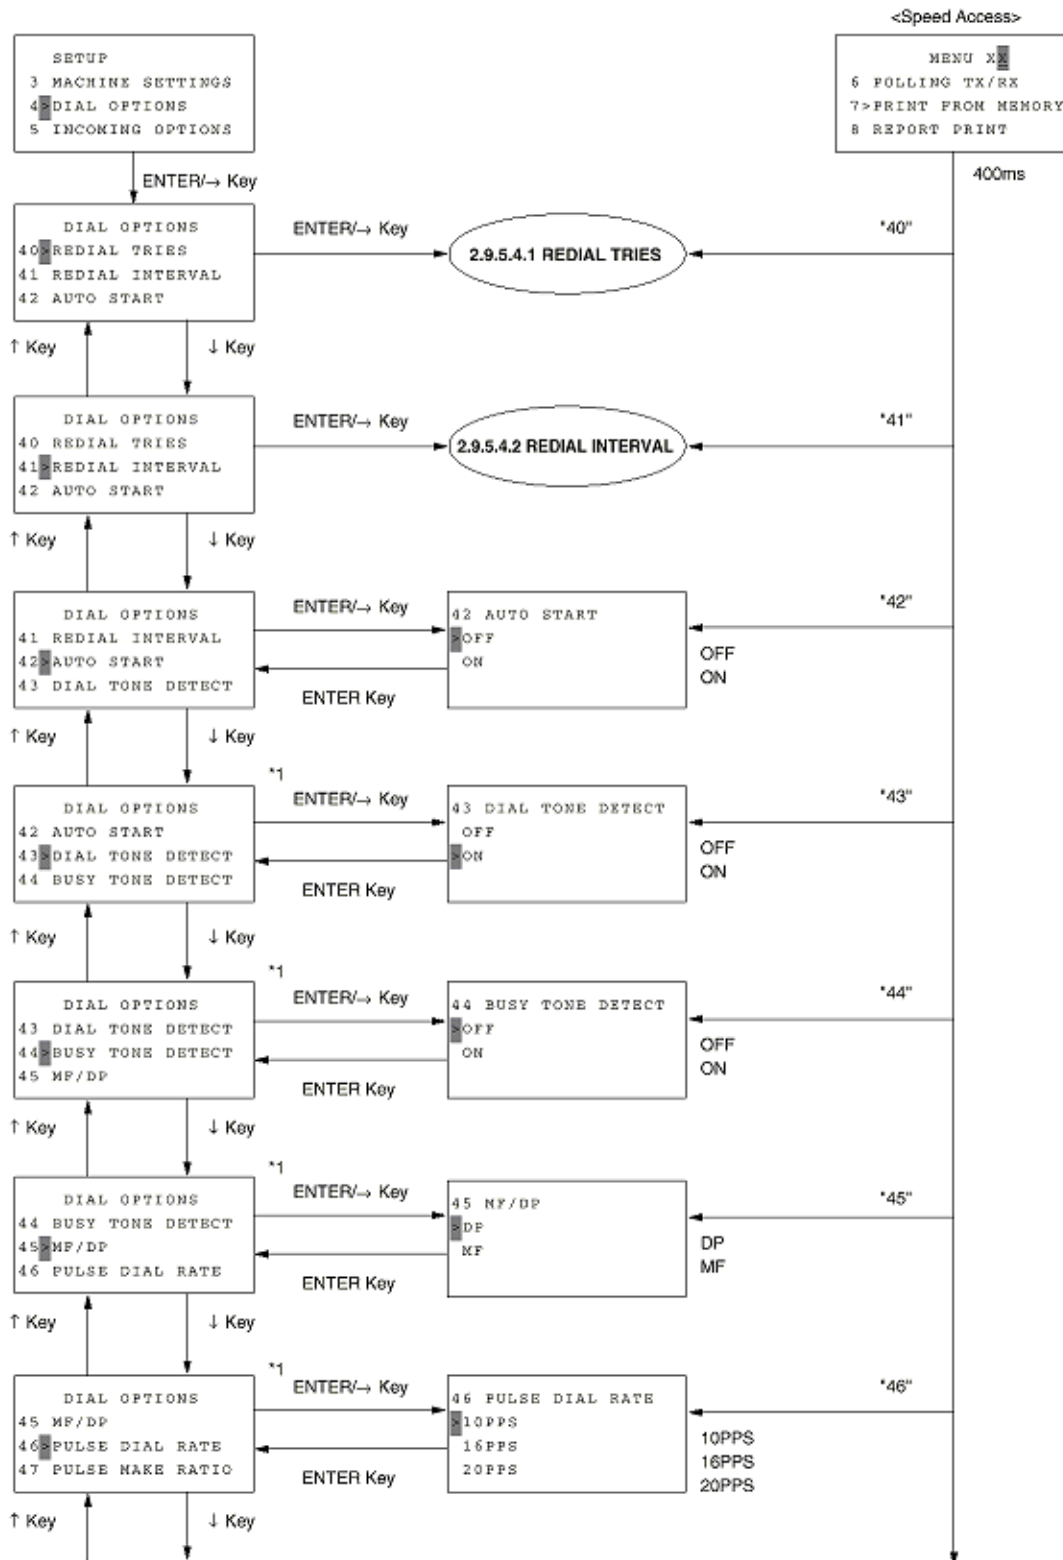 <Speed Access>
SETUP
3 MACHINE SETTINGS
4>DIAL OPTIONS
5 INCOMING OPTIONS
MENU XX
6 POLLING TX/RX
7>PRINT FROM MEMORY
8 REPORT PRINT
ENTER/→ Key
400ms
DIAL OPTIONS
40>REDIAL TRIES
41 REDIAL INTERVAL
42 AUTO START
ENTER/→ Key
2.9.5.4.1 REDIAL TRIES
"40"
↑ Key
↓ Key
DIAL OPTIONS
40 REDIAL TRIES
41>REDIAL INTERVAL
42 AUTO START
ENTER/→ Key
2.9.5.4.2 REDIAL INTERVAL
"41"
↑ Key
↓ Key
DIAL OPTIONS
41 REDIAL INTERVAL
42>AUTO START
43 DIAL TONE DETECT
ENTER/→ Key
ENTER Key
42 AUTO START
>OFF
ON
"42"
OFF
ON
↑ Key
↓ Key
DIAL OPTIONS
42 AUTO START
43>DIAL TONE DETECT
44 BUSY TONE DETECT
*1
ENTER/→ Key
ENTER Key
43 DIAL TONE DETECT
OFF
>ON
"43"
OFF
ON
↑ Key
↓ Key
DIAL OPTIONS
43 DIAL TONE DETECT
44>BUSY TONE DETECT
45 MF/DP
*1
ENTER/→ Key
ENTER Key
44 BUSY TONE DETECT
>OFF
ON
"44"
OFF
ON
↑ Key
↓ Key
DIAL OPTIONS
44 BUSY TONE DETECT
45>MF/DP
46 PULSE DIAL RATE
*1
ENTER/→ Key
ENTER Key
45 MF/DP
>DP
MF
"45"
DP
MF
↑ Key
↓ Key
DIAL OPTIONS
45 MF/DP
46>PULSE DIAL RATE
47 PULSE MAKE RATIO
*1
ENTER/→ Key
ENTER Key
46 PULSE DIAL RATE
>10PPS
16PPS
20PPS
"46"
10PPS
16PPS
20PPS
↑ Key
↓ Key